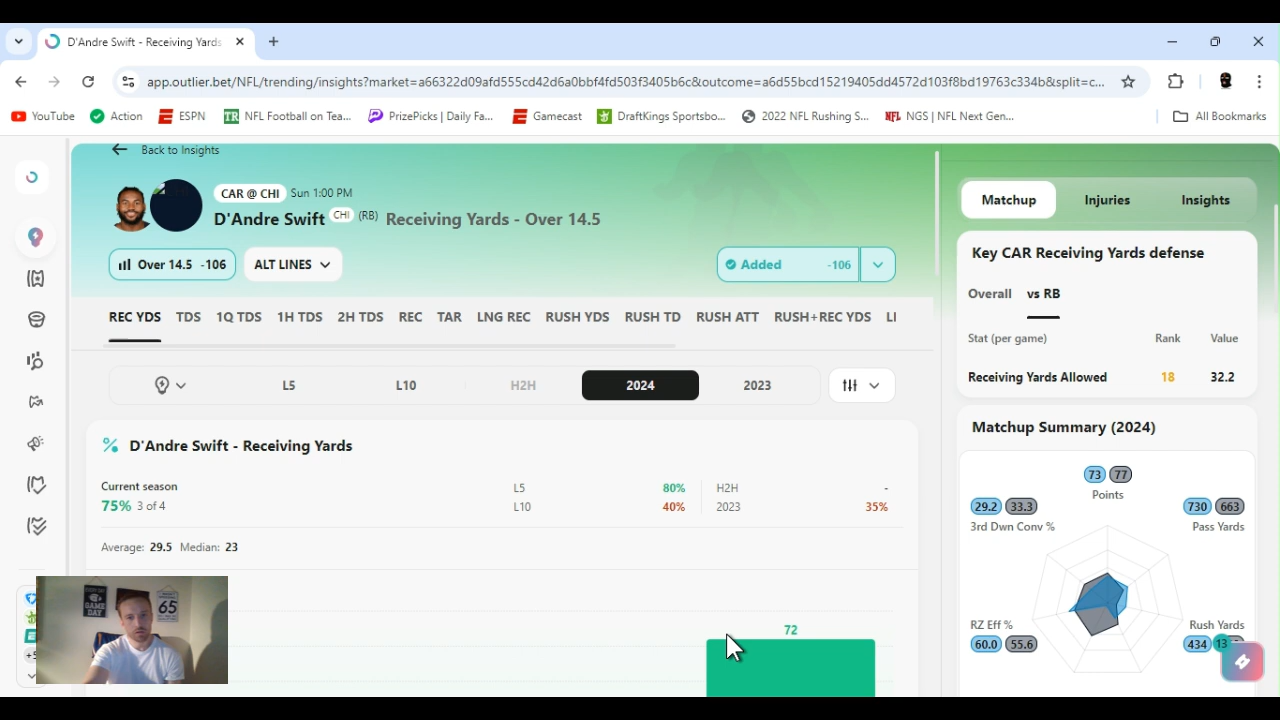 D'Andre Swift - Receiving Yards
app.outlier.bet/NFL/trending/insights?market=a66322d09afd555cd42d6a0bbf4fd503f3405b6c&outcome=a6d55bcd15219405dd4572d103f8bd19763c334b&split=c...
YouTube Action ESPN NFL Football on Tea... PrizePicks | Daily Fa... Gamecast DraftKings Sportsbo... 2022 NFL Rushing S... NGS | NFL Next Gen... All Bookmarks
Back to Insights
CAR @ CHI Sun 1:00 PM
D'Andre Swift CHI (RB) Receiving Yards - Over 14.5
Over 14.5 -106 ALT LINES Added -106
REC YDS TDS 1Q TDS 1H TDS 2H TDS REC TAR LNG REC RUSH YDS RUSH TD RUSH ATT RUSH+REC YDS LI
L5 L10 H2H 2024 2023
D'Andre Swift - Receiving Yards
Current season L5 80% H2H -
75% 3 of 4 L10 40% 2023 35%
Average: 29.5 Median: 23
72
GAME DAY
65
Matchup Injuries Insights
Key CAR Receiving Yards defense
Overall vs RB
Stat (per game) Rank Value
Receiving Yards Allowed 18 32.2
Matchup Summary (2024)
73 77
Points
29.2 33.3 730 663
3rd Dwn Conv % Pass Yards
RZ Eff % Rush Yards
60.0 55.6 434